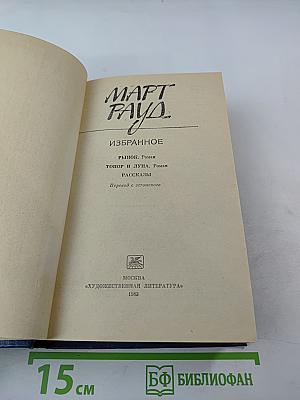 МАРТ
РАУД
ИЗБРАННОЕ
РЫНОК. Роман
ТОПОР И ЛУНА. Роман
РАССКАЗЫ
Перевод с эстонского
МОСКВА
«ХУДОЖЕСТВЕННАЯ ЛИТЕРАТУРА»
1982
15 см
БФ БИБЛИОФАН